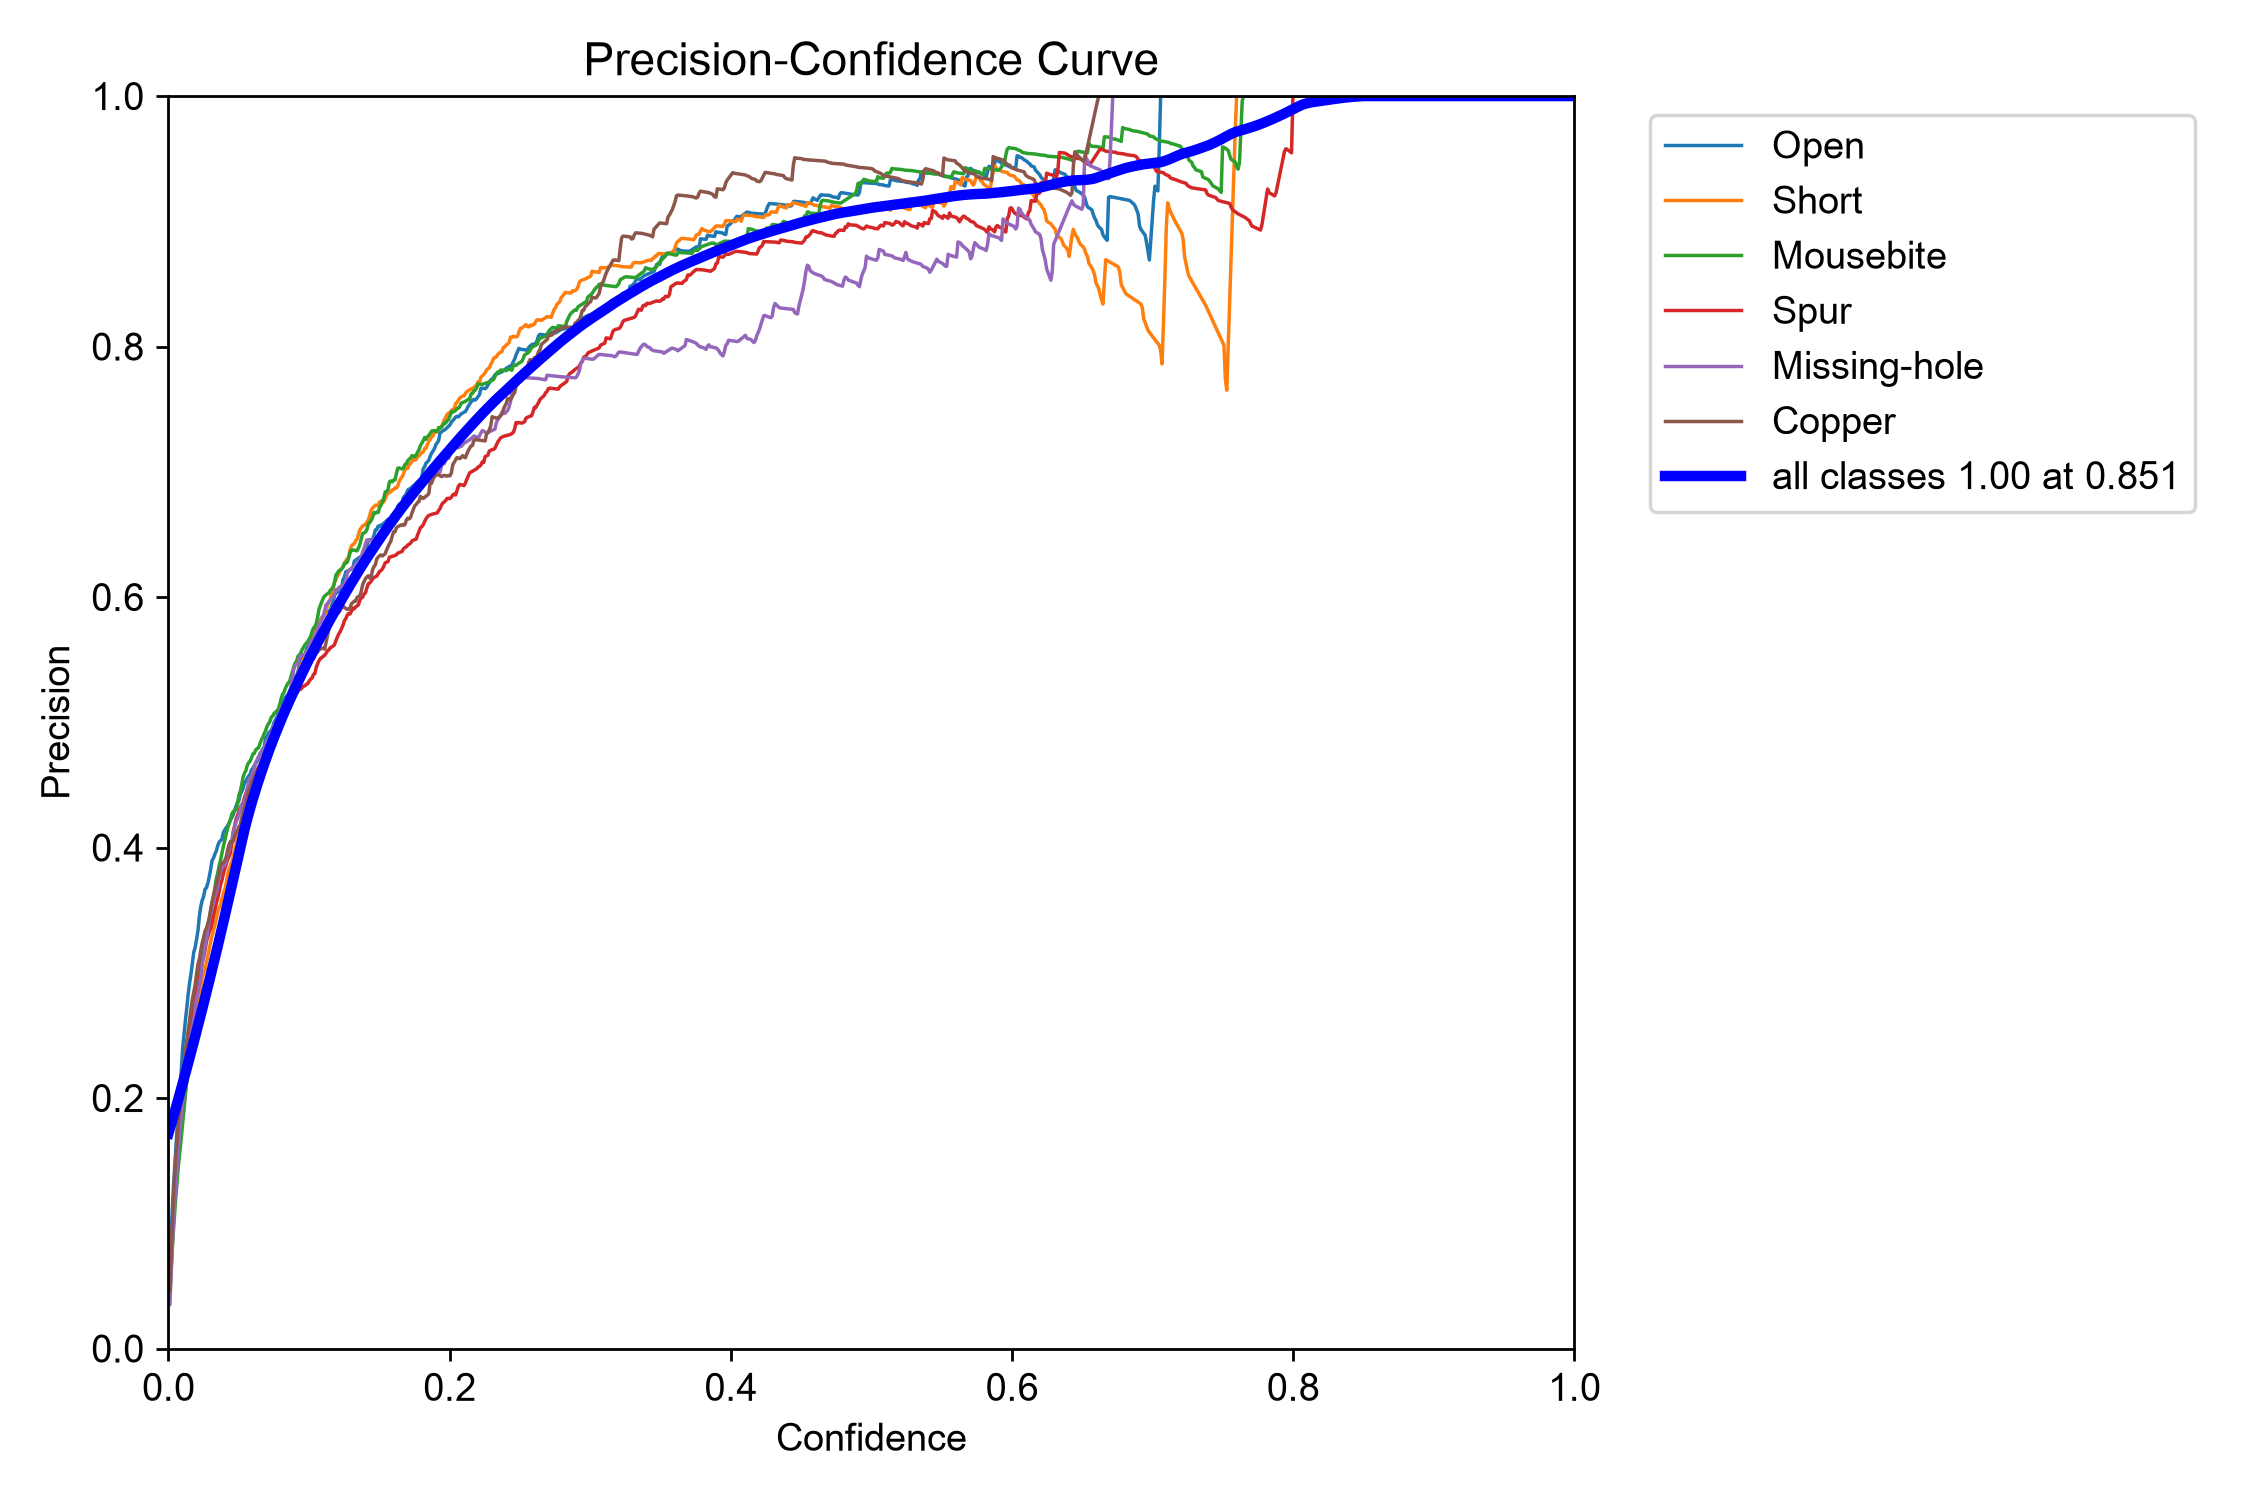 Precision-Confidence Curve
1.0
0.8
0.6
0.4
0.2
0.0
Precision
0.0 0.2 0.4 0.6 0.8 1.0
Confidence
Open
Short
Mousebite
Spur
Missing-hole
Copper
all classes 1.00 at 0.851